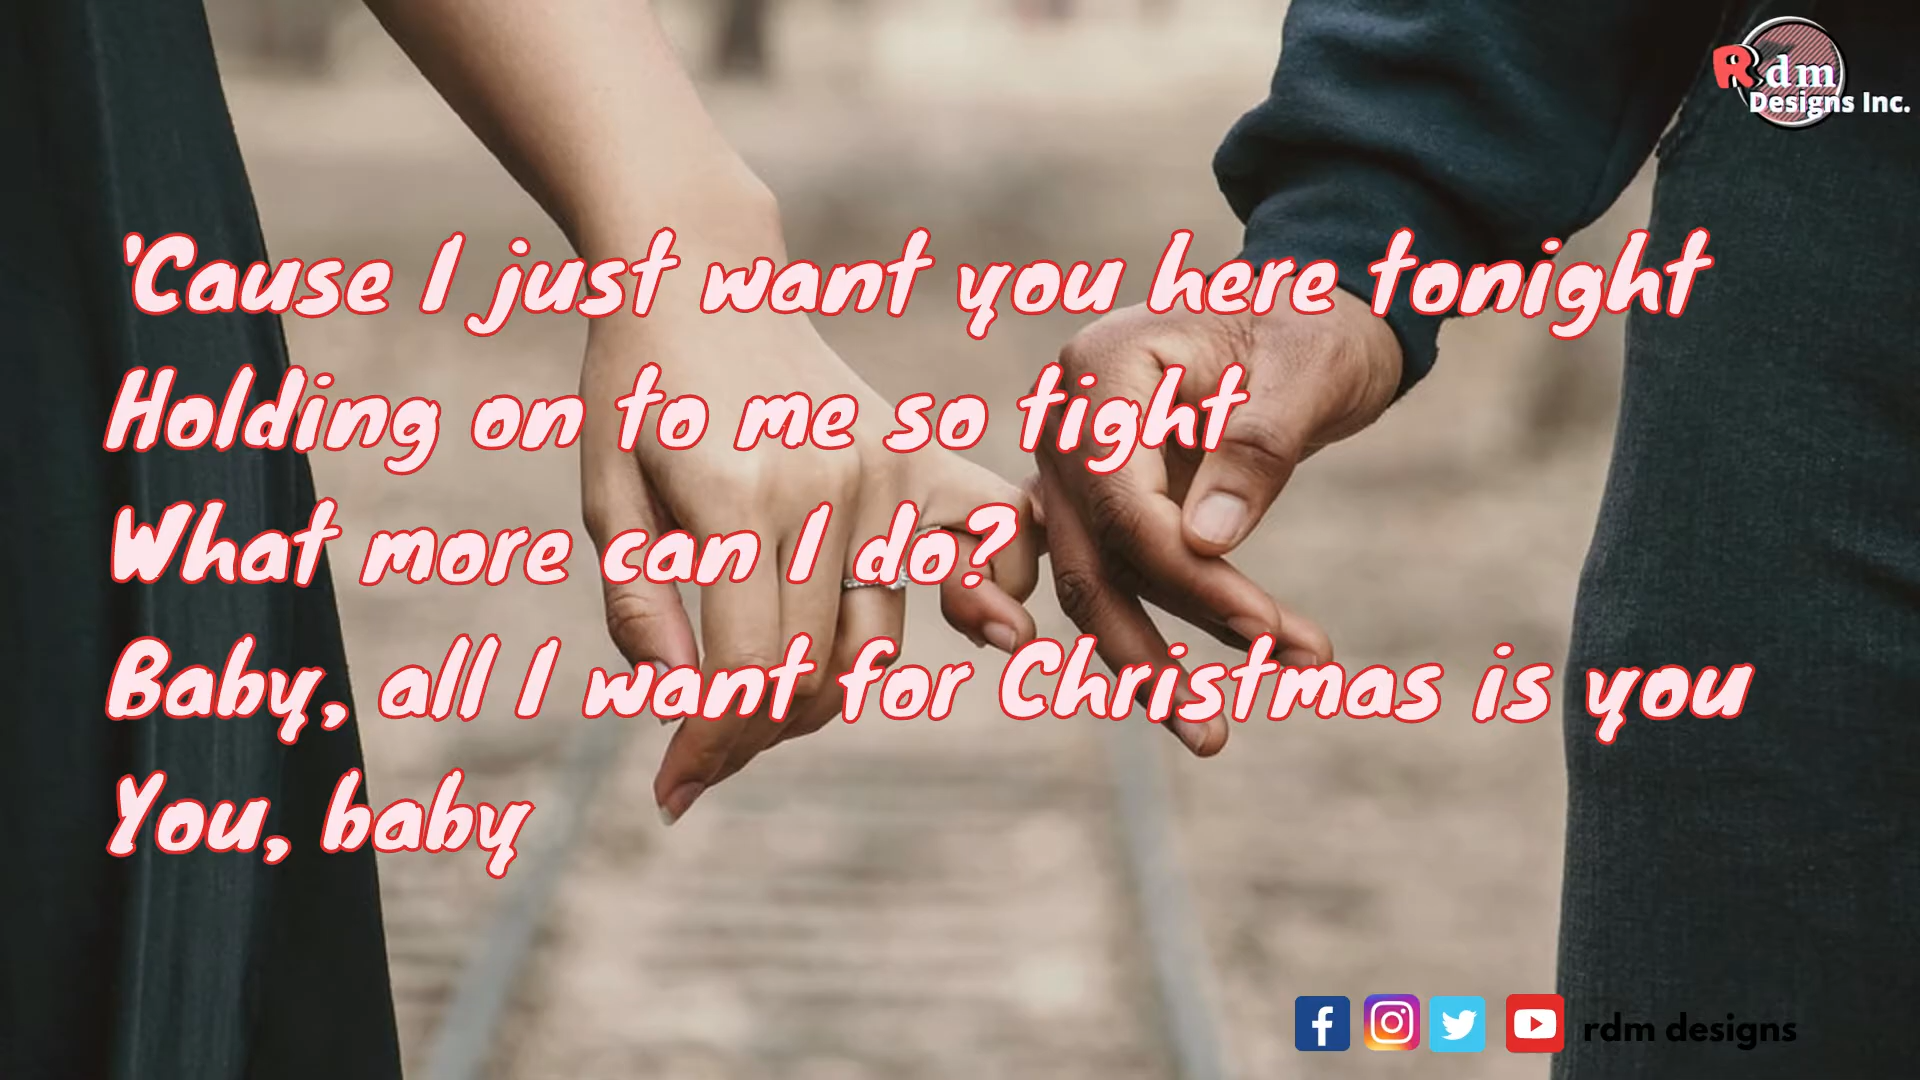 Rdm
Designs Inc.
'Cause I just want you here tonight
Holding on to me so tight
What more can I do?
Baby, all I want for Christmas is you
You, baby
rdm designs